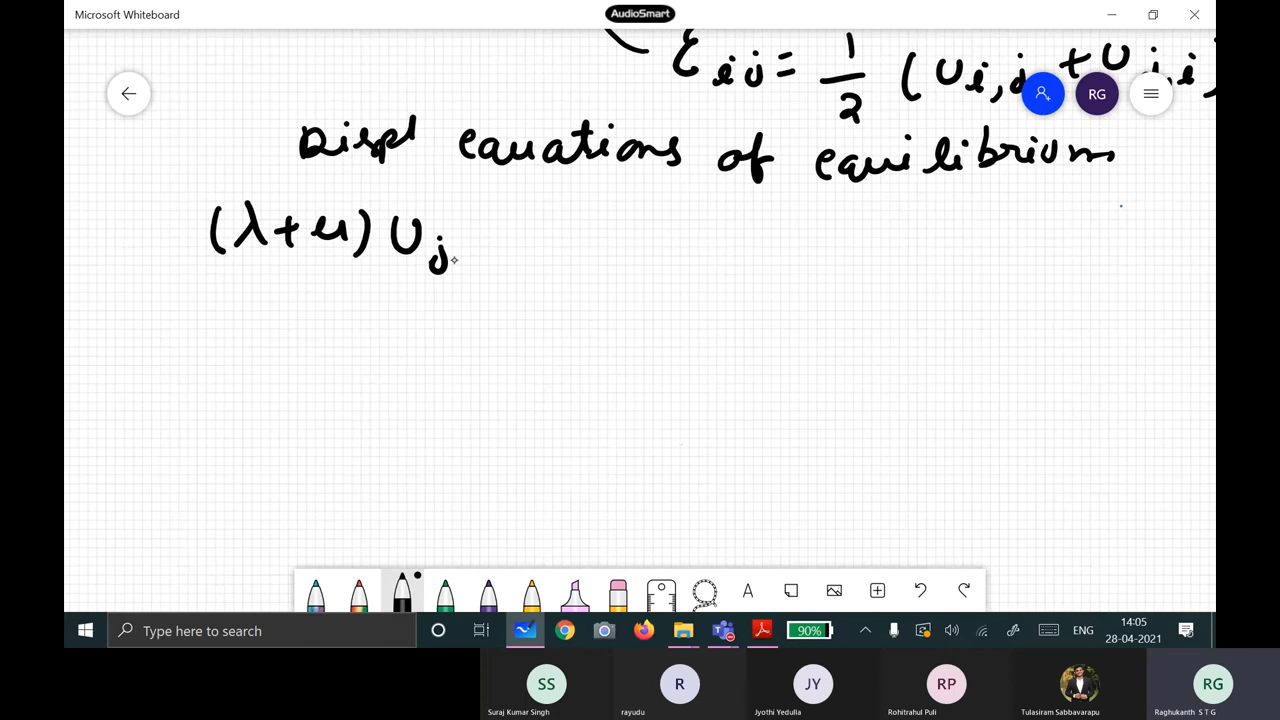 Microsoft Whiteboard
AudioSmart
Ɛij = 1/2 (Ui,j + Uj,i)
RG
Displ equations of equilibrium
(λ+μ) Uj
A
Type here to search
90%
ENG
14:05
28-04-2021
SS
R
JY
RP
RG
Suraj Kumar Singh
rayudu
Jyothi Yedulla
Rohitrahul Puli
Tulasiram Sabbavarapu
Raghukanth S T G